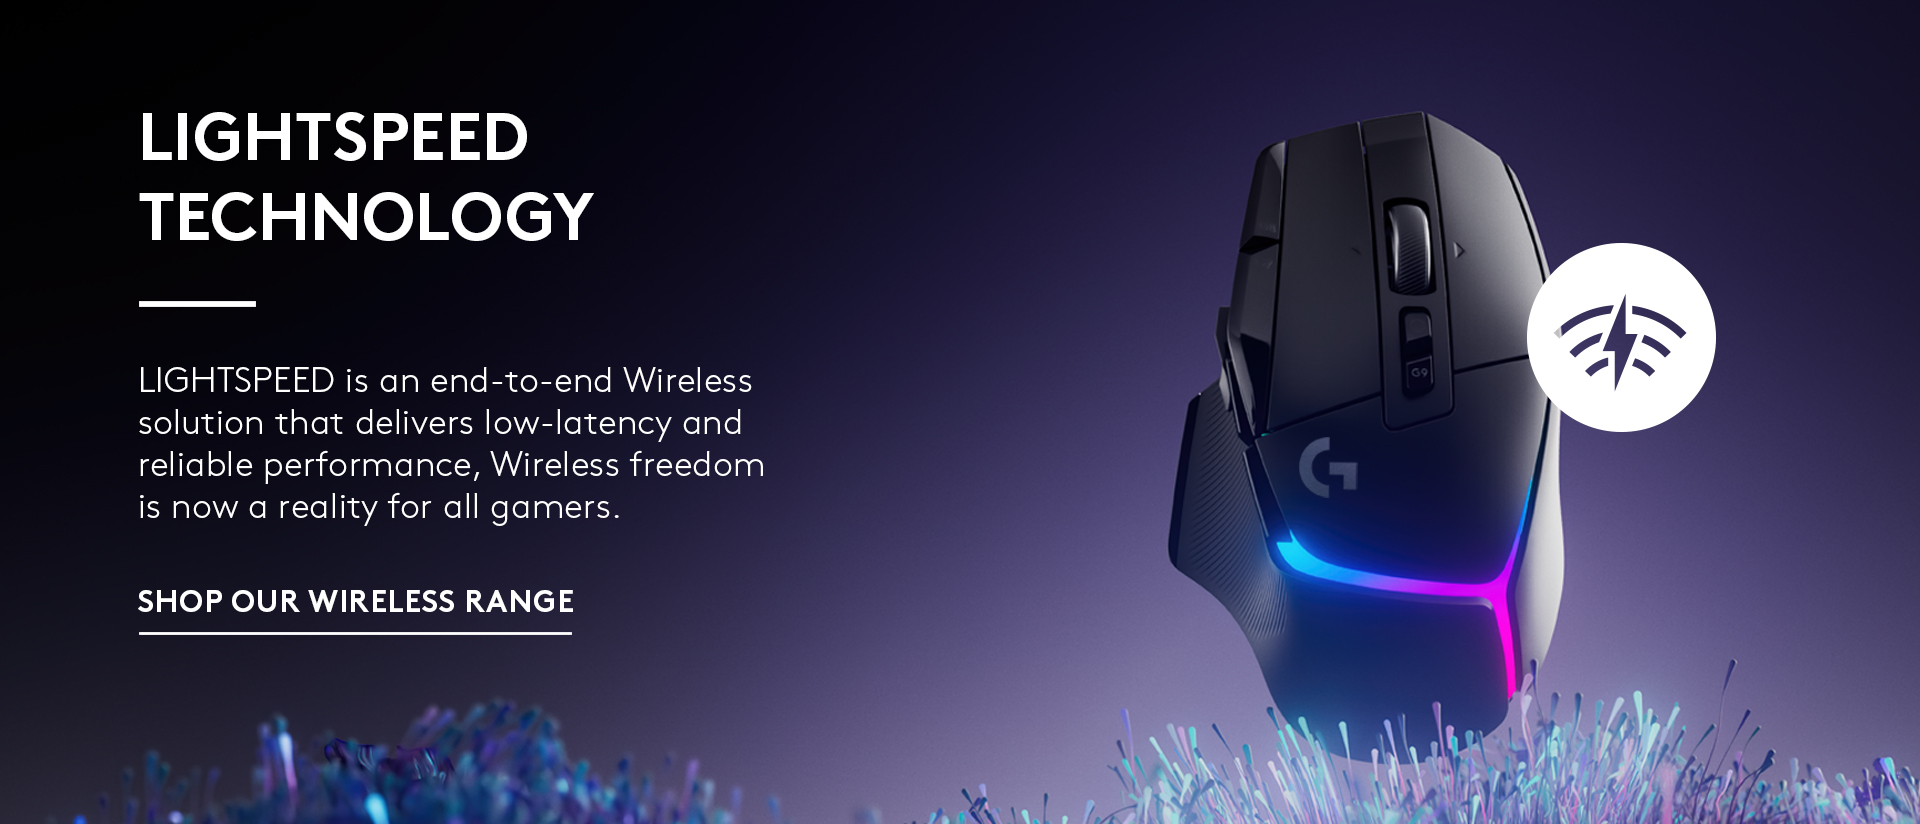 LIGHTSPEED
TECHNOLOGY
LIGHTSPEED is an end-to-end Wireless
solution that delivers low-latency and
reliable performance, Wireless freedom
is now a reality for all gamers.
SHOP OUR WIRELESS RANGE
G9
G